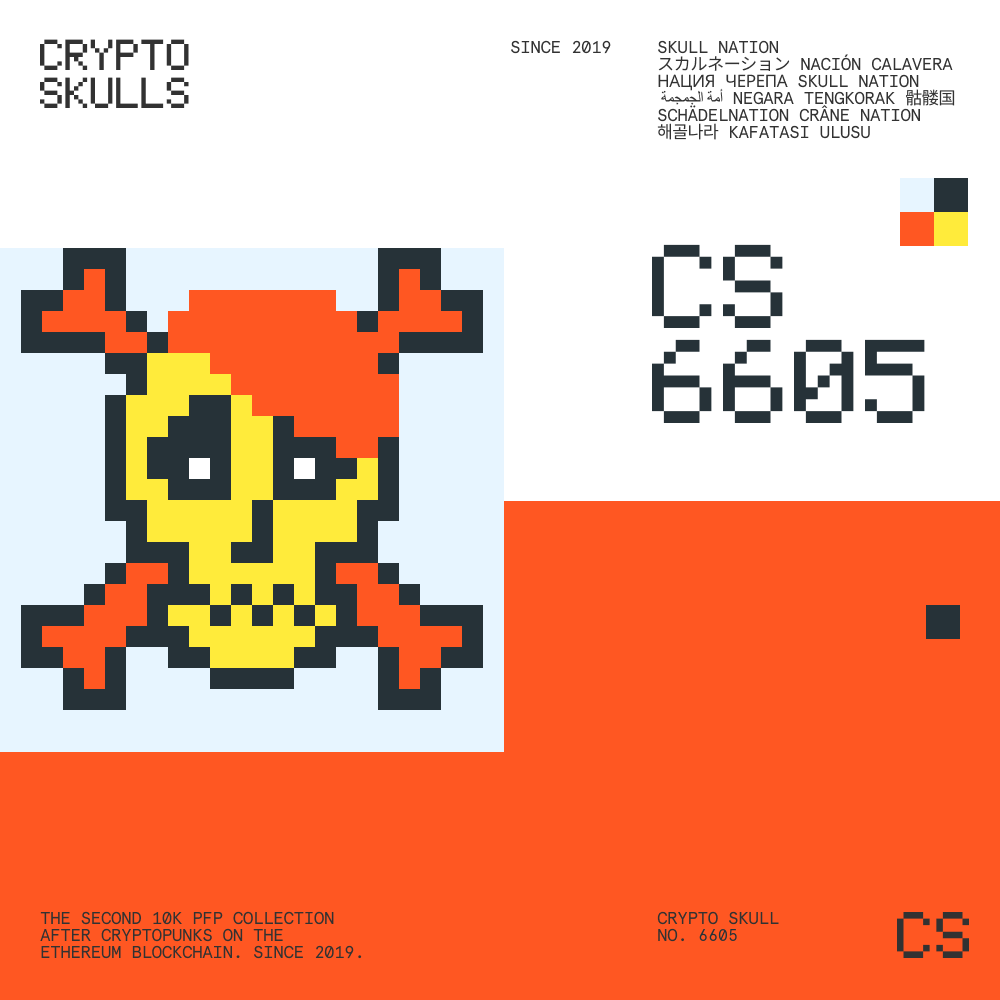 CRYPTO
SKULLS
SINCE 2019
SKULL NATION
スカルネーション NACIÓN CALAVERA
НАЦИЯ ЧЕРЕПА SKULL NATION
أمة الجمجمة NEGARA TENGKORAK 骷髅国
SCHÄDELNATION CRÂNE NATION
해골나라 KAFATASI ULUSU
CS
6605
THE SECOND 10K PFP COLLECTION
AFTER CRYPTOPUNKS ON THE
ETHEREUM BLOCKCHAIN. SINCE 2019.
CRYPTO SKULL
NO. 6605
CS